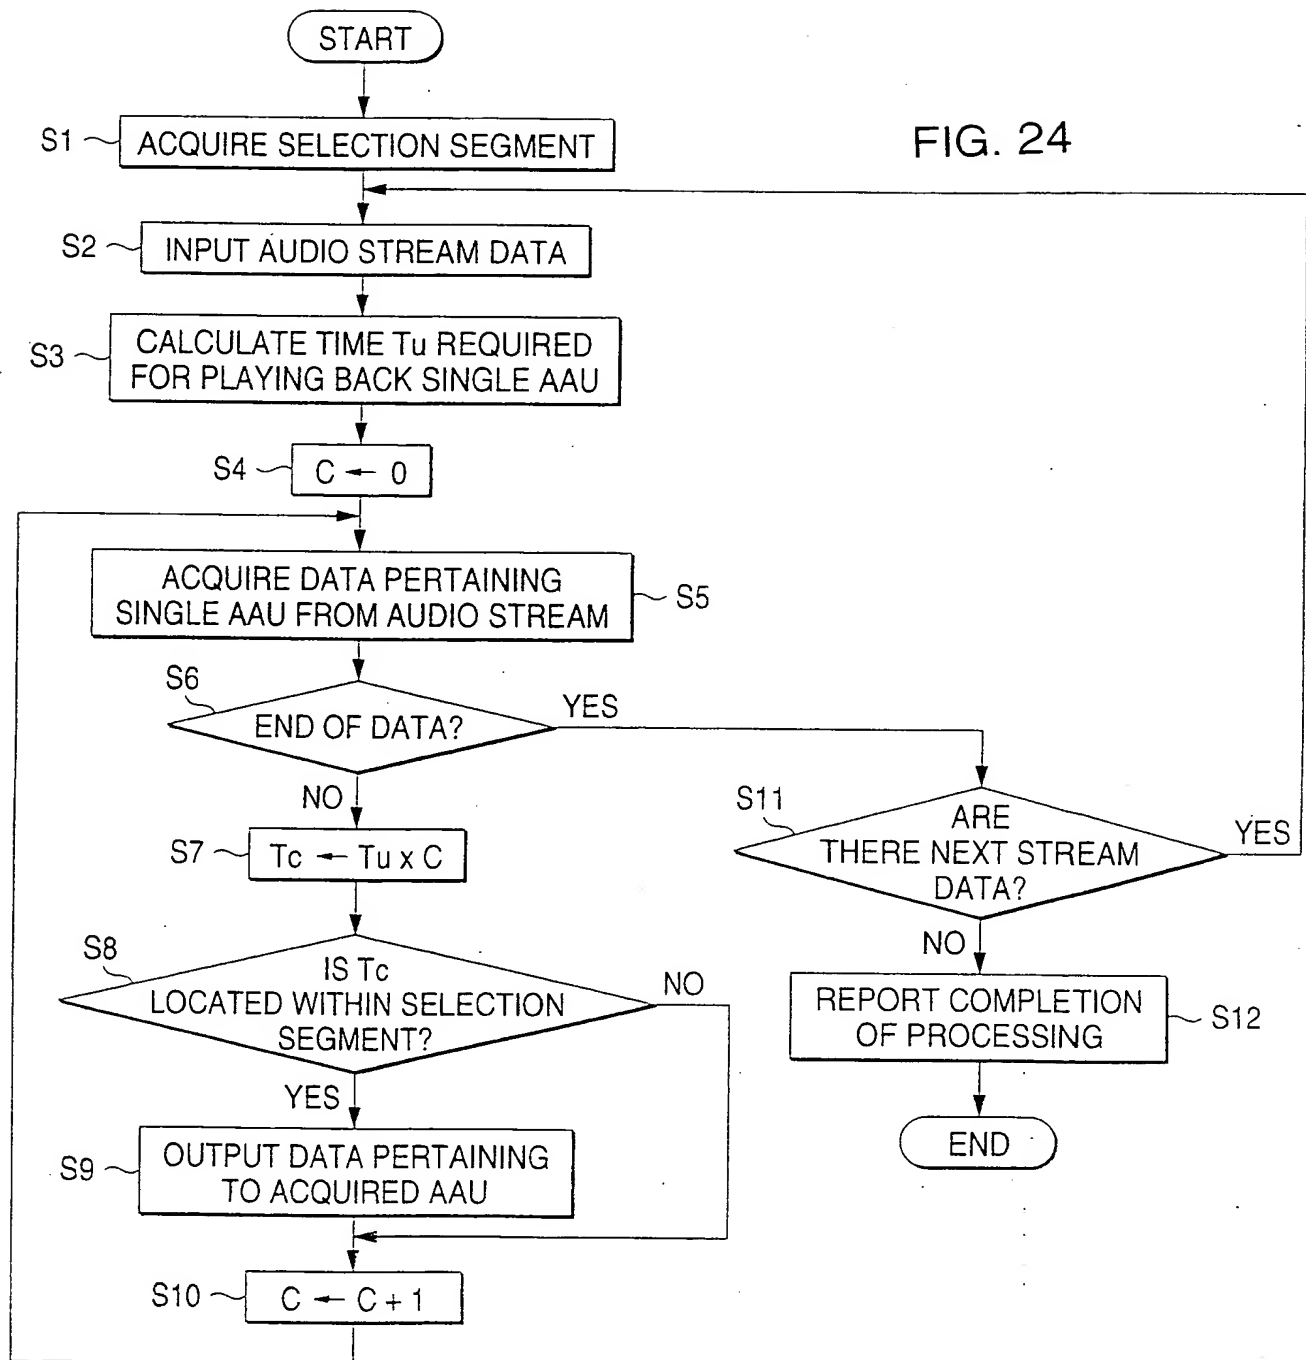 START
FIG. 24
S1
ACQUIRE SELECTION SEGMENT
S2
INPUT AUDIO STREAM DATA
S3
CALCULATE TIME Tu REQUIRED
FOR PLAYING BACK SINGLE AAU
S4
C ← 0
ACQUIRE DATA PERTAINING
SINGLE AAU FROM AUDIO STREAM
S5
S6
END OF DATA?
YES
NO
S7
Tc ← Tu x C
S11
ARE
THERE NEXT STREAM
DATA?
YES
NO
S8
IS Tc
LOCATED WITHIN SELECTION
SEGMENT?
NO
YES
REPORT COMPLETION
OF PROCESSING
S12
S9
OUTPUT DATA PERTAINING
TO ACQUIRED AAU
END
S10
C ← C + 1